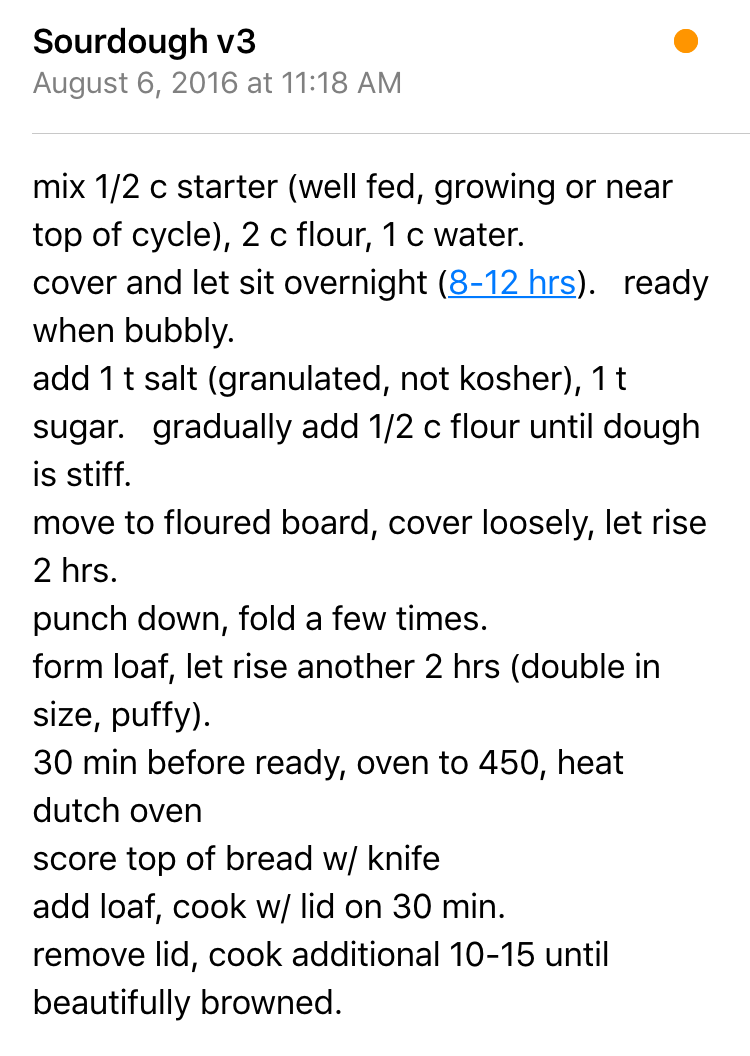 Sourdough v3
August 6, 2016 at 11:18 AM
mix 1/2 c starter (well fed, growing or near
top of cycle), 2 c flour, 1 c water.
cover and let sit overnight (8-12 hrs).   ready
when bubbly.
add 1 t salt (granulated, not kosher), 1 t
sugar.   gradually add 1/2 c flour until dough
is stiff.
move to floured board, cover loosely, let rise
2 hrs.
punch down, fold a few times.
form loaf, let rise another 2 hrs (double in
size, puffy).
30 min before ready, oven to 450, heat
dutch oven
score top of bread w/ knife
add loaf, cook w/ lid on 30 min.
remove lid, cook additional 10-15 until
beautifully browned.